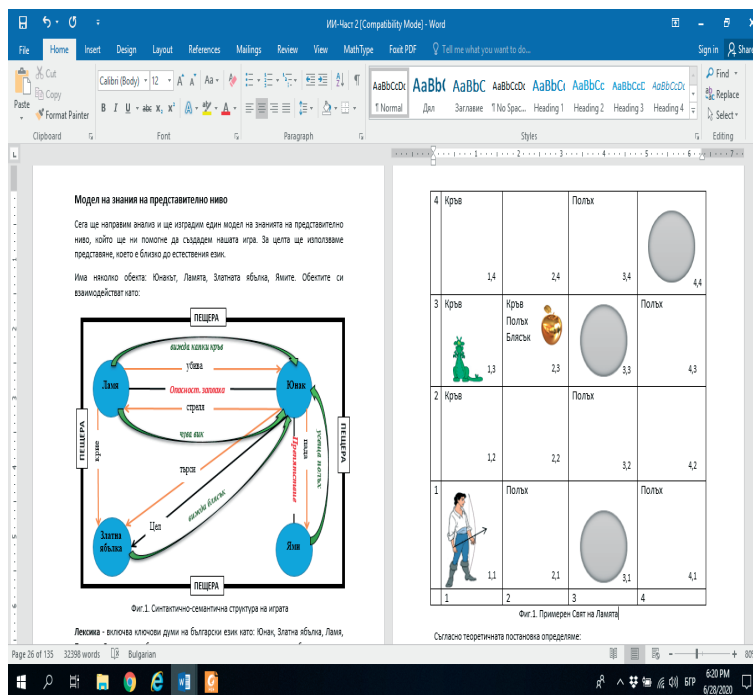 ИИ-Част 2 [Compatibility Mode] - Word
File Home Insert Design Layout References Mailings Review View MathType Foxit PDF Tell me what you want to do... Sign in Share
Paste
Cut
Copy
Format Painter
Calibri (Body) 12
AaBbCcDc AaBbC AaBbC AaBbCcDc AaBbCc AaBbCc AaBbCcE AaBbCcDc
¶ Normal Дял Заглавие ¶ No Spac... Heading 1 Heading 2 Heading 3 Heading 4
Find
Replace
Select
Clipboard Font Paragraph Styles Editing
Модел на знания на представително ниво
Сега ще направим анализ и ще изградим един модел на знанията на представително
ниво, който ще ни помогне да създадем нашата игра. За целта ще използваме
представяне, което е близко до естествения език.
Има няколко обекта: Юнакът, Ламята, Златната ябълка, Ямите. Обектите си
взаимодействат като:
ПЕЩЕРА
вижда капки кръв
убива
Ламя
Опасност. заплаха
Юнак
стреля
чува вик
ПЕЩЕРА
крие
търси
Препятствие
пада
усеща полъх
ПЕЩЕРА
Цел
вижда блясък
Златна
ябълка
Ями
ПЕЩЕРА
Фиг.1. Синтактично-семантична структура на играта
Лексика - включва ключови думи на български език като: Юнак, Златна ябълка, Ламя,
4 Кръв Полъх
1,4 2,4 3,4 4,4
3 Кръв Кръв Полъх
Полъх
Блясък
1,3 2,3 3,3 4,3
2 Кръв Полъх
1,2 2,2 3,2 4,2
1 Полъх Полъх
1,1 2,1 3,1 4,1
1 2 3 4
Фиг.1. Примерен Свят на Ламята
Съгласно теоретичната постановка определяме:
Page 26 of 135 32398 words Bulgarian 80%
БГР
6:20 PM
6/28/2020